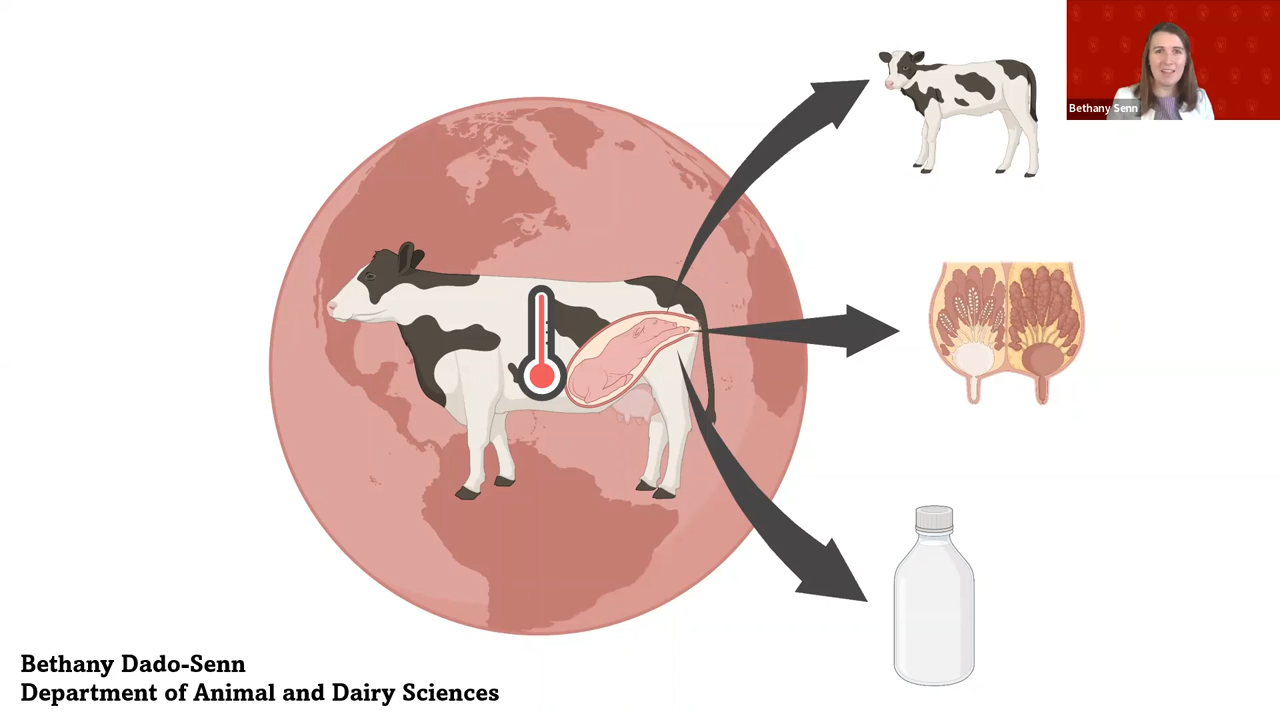 Bethany Senn
Bethany Dado-Senn
Department of Animal and Dairy Sciences